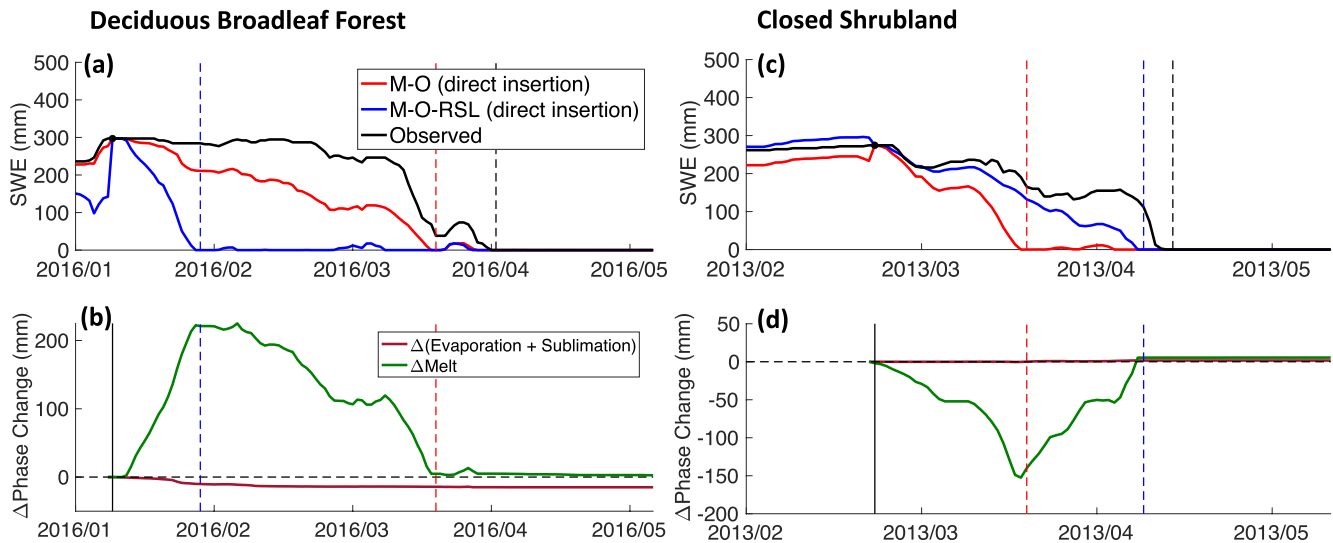 Deciduous Broadleaf Forest
(a)
SWE (mm)
500
400
300
200
100
0
M-O (direct insertion)
M-O-RSL (direct insertion)
Observed
2016/01 2016/02 2016/03 2016/04 2016/05
(b)
ΔPhase Change (mm)
200
100
0
Δ(Evaporation + Sublimation)
ΔMelt
2016/01 2016/02 2016/03 2016/04 2016/05
Closed Shrubland
(c)
SWE (mm)
500
400
300
200
100
0
2013/02 2013/03 2013/04 2013/05
(d)
ΔPhase Change (mm)
50
0
-50
-100
-150
-200
2013/02 2013/03 2013/04 2013/05